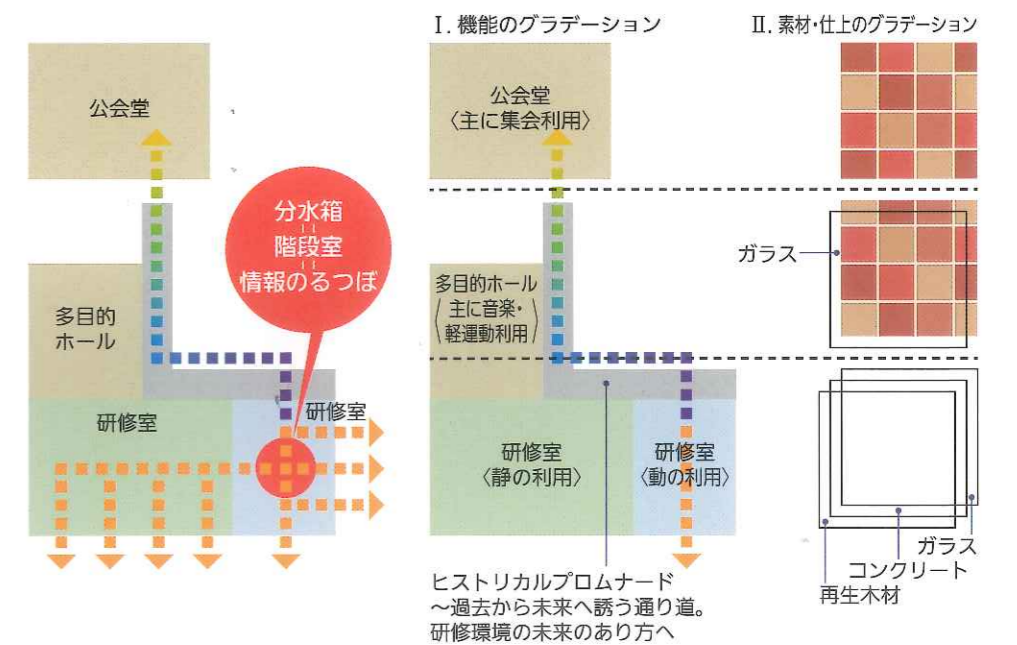 公会堂
分水箱
=
階段室
=
情報のるつぼ
多目的
ホール
研修室
研修室
Ⅰ. 機能のグラデーション
公会堂
〈主に集会利用〉
多目的ホール
(主に音楽・
軽運動利用)
研修室
〈静の利用〉
研修室
〈動の利用〉
ヒストリカルプロムナード
～過去から未来へ誘う通り道。
研修環境の未来のあり方へ
Ⅱ. 素材・仕上のグラデーション
ガラス
ガラス
コンクリート
再生木材